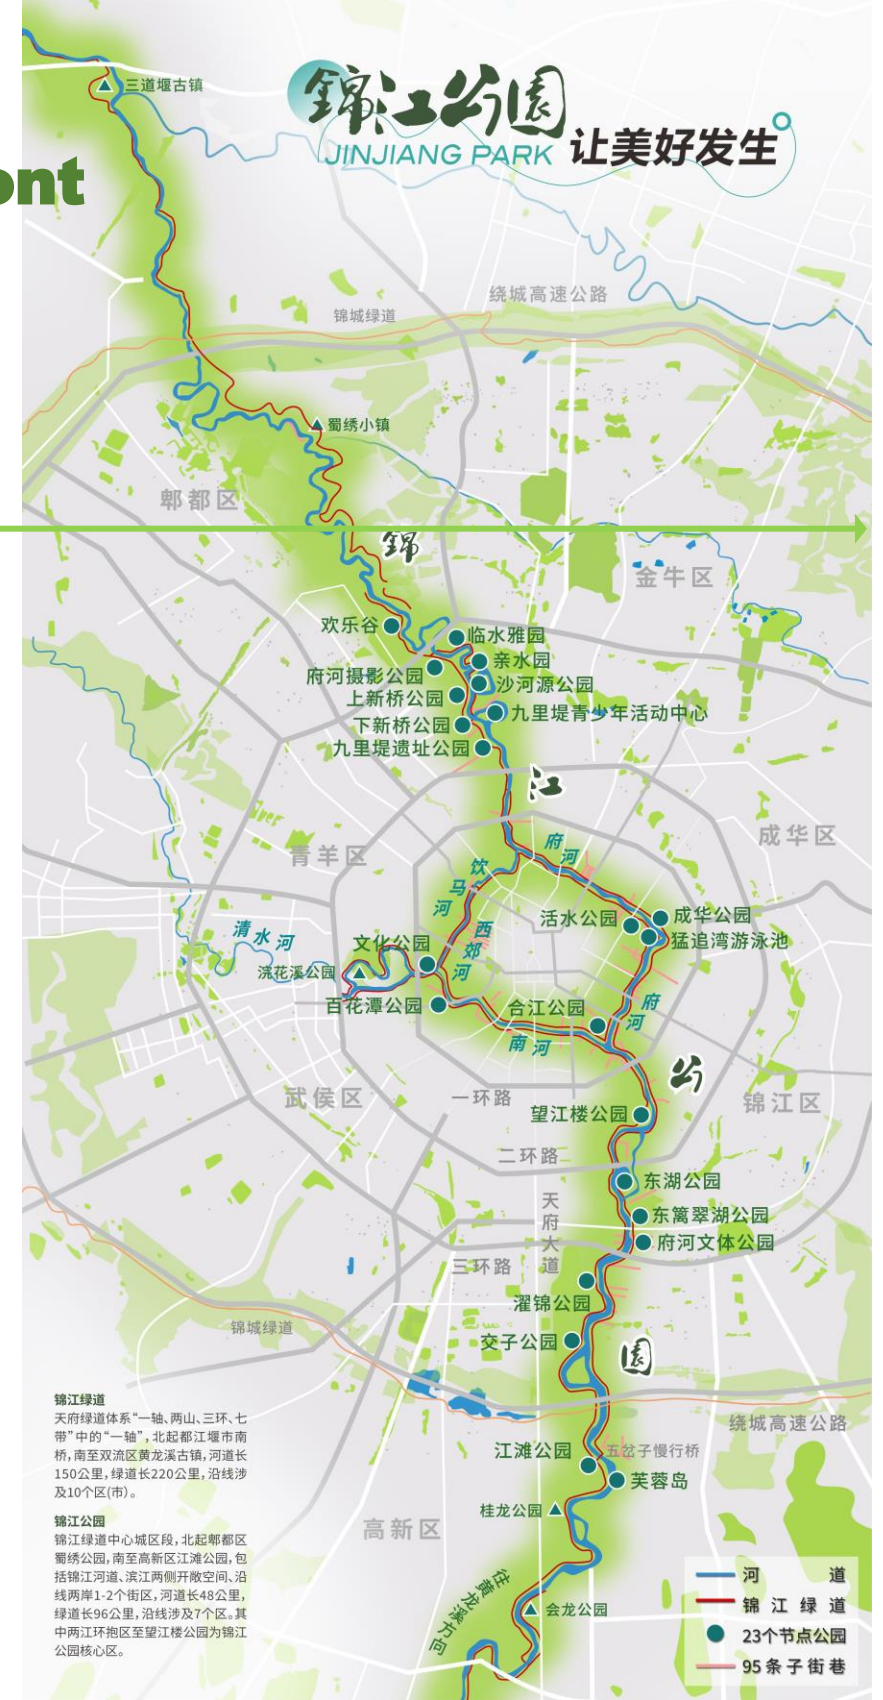 錦江公園
JINJIANG PARK 让美好发生
三道堰古镇
ont
绕城高速公路
锦城绿道
蜀绣小镇
郫都区
錦
金牛区
欢乐谷
临水雅园
亲水园
府河摄影公园
沙河源公园
上新桥公园
九里堤青少年活动中心
下新桥公园
九里堤遗址公园
江
成华区
府河
青羊区
饮马河
活水公园
成华公园
猛追湾游泳池
清水河
西郊河
文化公园
浣花溪公园
百花潭公园
合江公园
府河
南河
公
武侯区
一环路
锦江区
望江楼公园
二环路
东湖公园
天府大道
东篱翠湖公园
府河文体公园
三环路
濯锦公园
锦城绿道
交子公园
園
绕城高速公路
锦江绿道
天府绿道体系“一轴、两山、三环、七
带”中的“一轴”，北起都江堰市南
桥，南至双流区黄龙溪古镇，河道长
150公里，绿道长220公里，沿线涉
及10个区(市)。
锦江公园
锦江绿道中心城区段，北起郫都区
蜀绣公园，南至高新区江滩公园，包
括锦江河道、滨江两侧开敞空间、沿
线两岸1-2个街区，河道长48公里，
绿道长96公里，沿线涉及7个区。其
中两江环抱区至望江楼公园为锦江
公园核心区。
江滩公园
五岔子慢行桥
芙蓉岛
桂龙公园
高新区
往黄龙溪方向
会龙公园
河道
锦江绿道
23个节点公园
95条子街巷